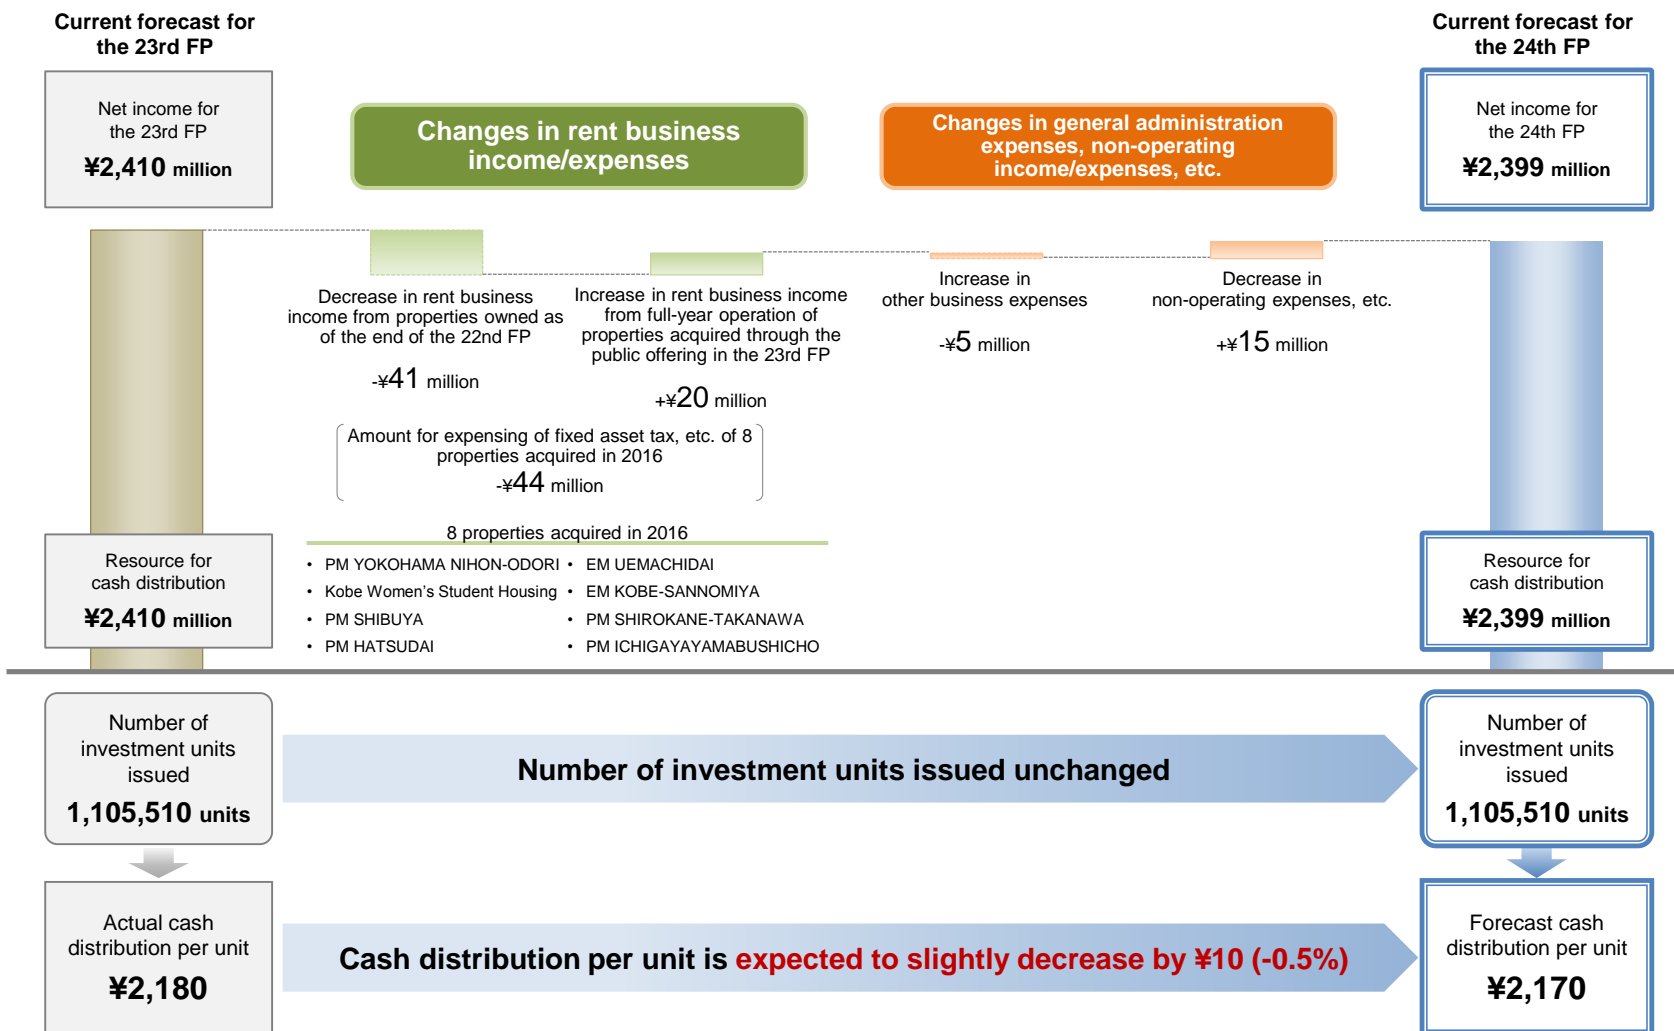 Current forecast for
the 23rd FP
Current forecast for
the 24th FP
Net income for
the 23rd FP
¥2,410 million
Changes in rent business
income/expenses
Changes in general administration
expenses, non-operating
income/expenses, etc.
Net income for
the 24th FP
¥2,399 million
Decrease in rent business
income from properties owned as
of the end of the 22nd FP
-¥41 million
Increase in rent business income
from full-year operation of
properties acquired through the
public offering in the 23rd FP
+¥20 million
Increase in
other business expenses
-¥5 million
Decrease in
non-operating expenses, etc.
+¥15 million
Amount for expensing of fixed asset tax, etc. of 8
properties acquired in 2016
-¥44 million
8 properties acquired in 2016
• PM YOKOHAMA NIHON-ODORI
• Kobe Women's Student Housing
• PM SHIBUYA
• PM HATSUDAI
• EM UEMACHIDAI
• EM KOBE-SANNOMIYA
• PM SHIROKANE-TAKANAWA
• PM ICHIGAYAYAMABUSHICHO
Resource for
cash distribution
¥2,410 million
Resource for
cash distribution
¥2,399 million
Number of
investment units
issued
1,105,510 units
Number of investment units issued unchanged
Number of
investment units
issued
1,105,510 units
Actual cash
distribution per unit
¥2,180
Cash distribution per unit is expected to slightly decrease by ¥10 (-0.5%)
Forecast cash
distribution per unit
¥2,170